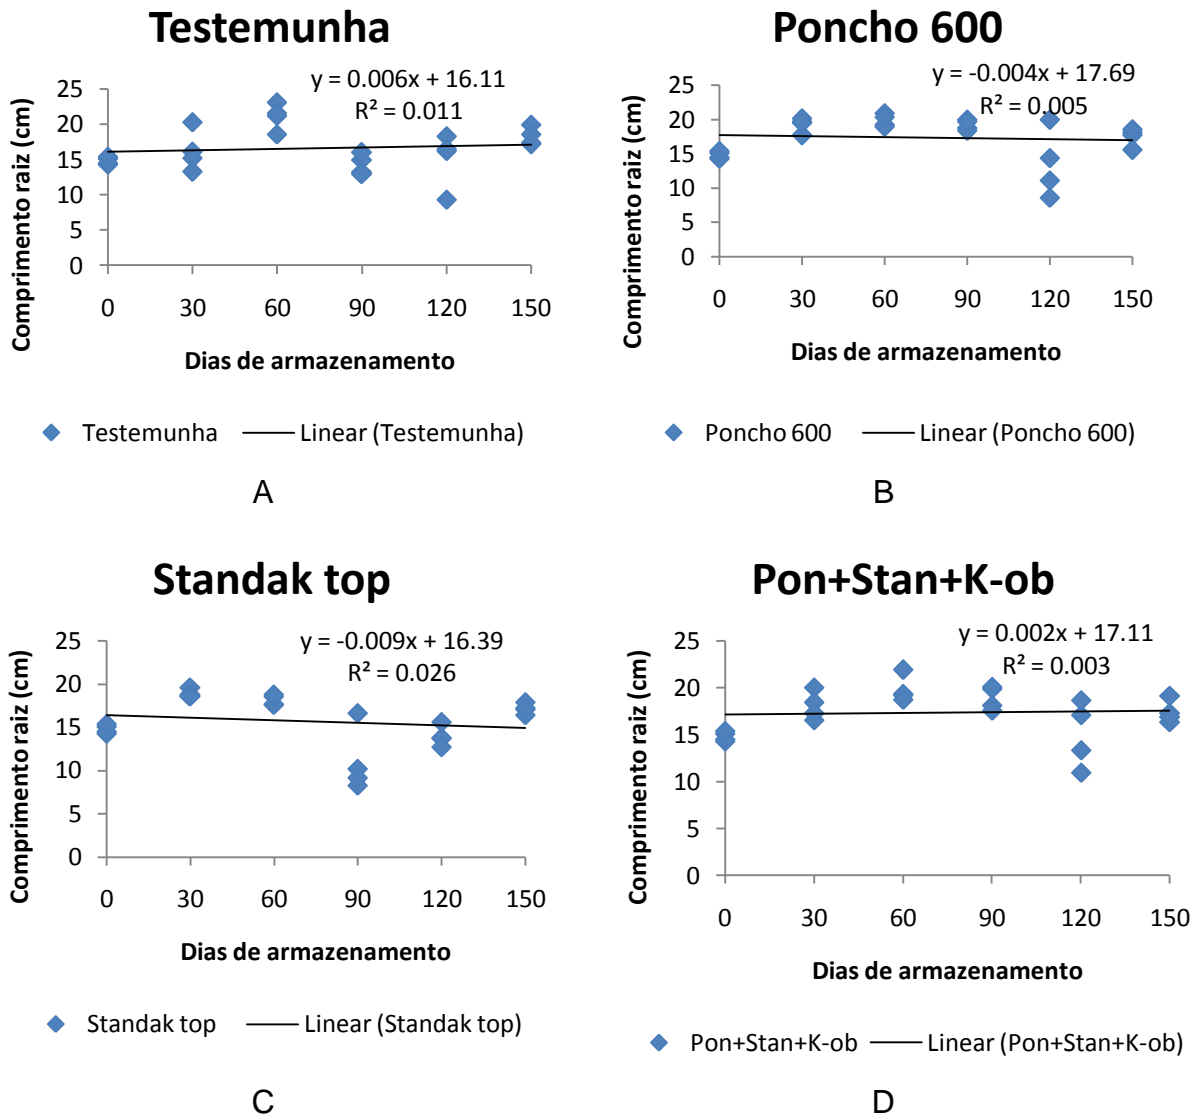 Testemunha
y = 0.006x + 16.11
R² = 0.011
Comprimento raiz (cm)
25
20
15
10
5
0
0 30 60 90 120 150
Dias de armazenamento
Testemunha Linear (Testemunha)
A
Poncho 600
y = -0.004x + 17.69
R² = 0.005
Comprimento raiz (cm)
25
20
15
10
5
0
0 30 60 90 120 150
Dias de armazenamento
Poncho 600 Linear (Poncho 600)
B
Standak top
y = -0.009x + 16.39
R² = 0.026
Comprimento raiz (cm)
25
20
15
10
5
0
0 30 60 90 120 150
Dias de armazenamento
Standak top Linear (Standak top)
C
Pon+Stan+K-ob
y = 0.002x + 17.11
R² = 0.003
Comprimento raiz (cm)
25
20
15
10
5
0
0 30 60 90 120 150
Dias de armazenamento
Pon+Stan+K-ob Linear (Pon+Stan+K-ob)
D